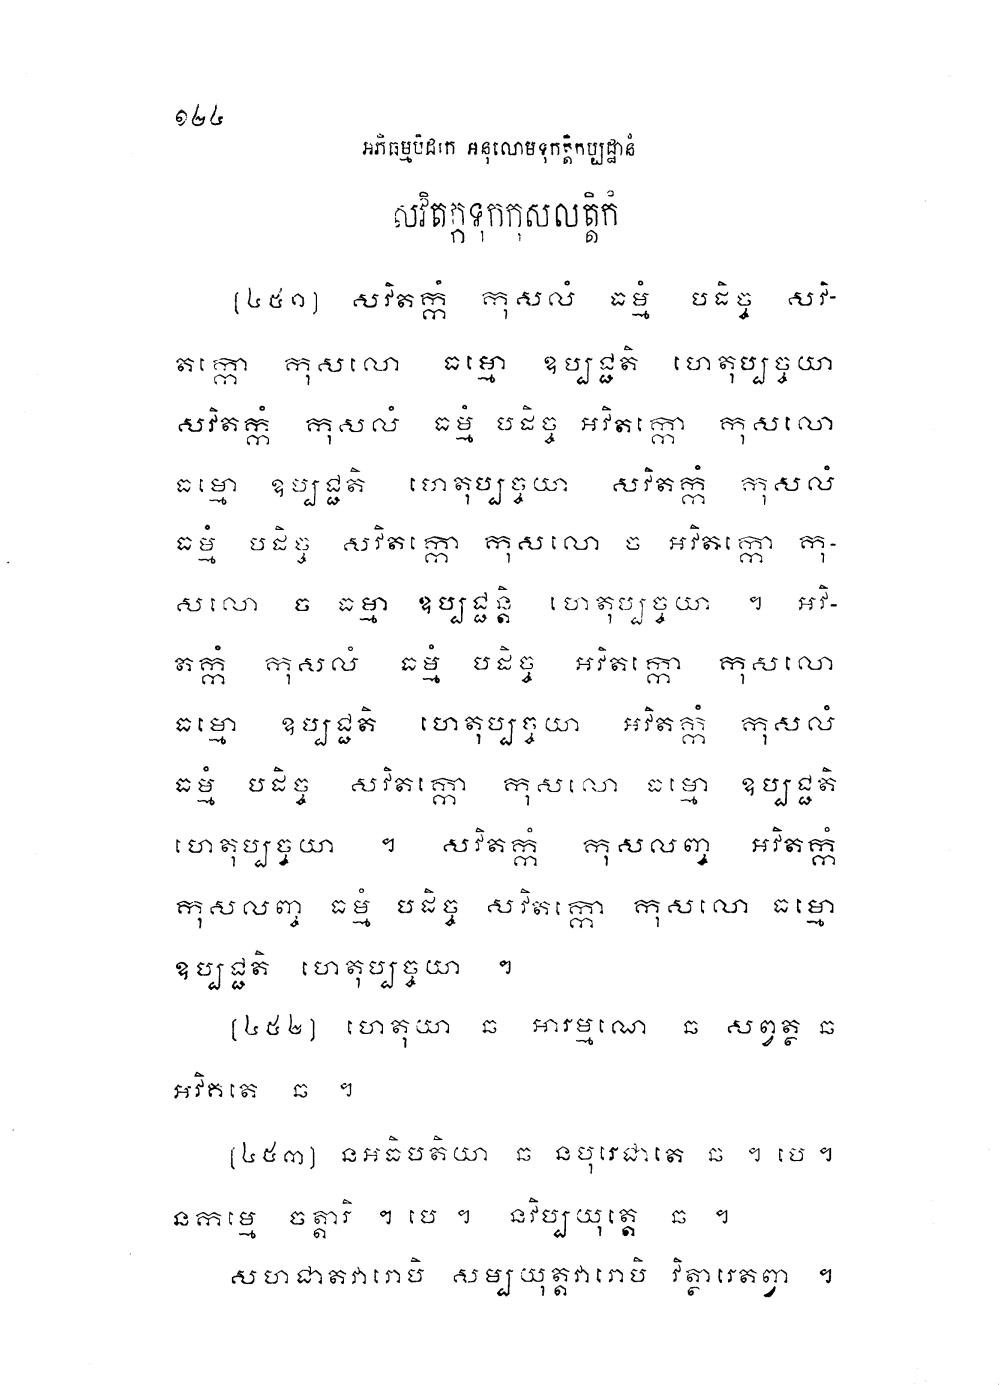 ១២៤
អភិធម្មបិដកេ អនុលោមទុកត្តិកប្បដ្ឋានំ
សវិតក្កទុកកុសលត្តិកំ
[៤៥១] សវិតក្កំ កុសលំ ធម្មំ បដិច្ច សវិ-
តក្កោ កុសលោ ធម្មោ ឧប្បជ្ជតិ ហេតុប្បច្ចយា
សវិតក្កំ កុសលំ ធម្មំ បដិច្ច អវិតក្កោ កុសលោ
ធម្មោ ឧប្បជ្ជតិ ហេតុប្បច្ចយា សវិតក្កំ កុសលំ
ធម្មំ បដិច្ច សវិតក្កោ កុសលោ ច អវិតក្កោ កុ-
សលោ ច ធម្មា ឧប្បជ្ជន្តិ ហេតុប្បច្ចយា ។ អវិ-
តក្កំ កុសលំ ធម្មំ បដិច្ច អវិតក្កោ កុសលោ
ធម្មោ ឧប្បជ្ជតិ ហេតុប្បច្ចយា អវិតក្កំ កុសលំ
ធម្មំ បដិច្ច សវិតក្កោ កុសលោ ធម្មោ ឧប្បជ្ជតិ
ហេតុប្បច្ចយា ។ សវិតក្កំ កុសលញ្ច អវិតក្កំ
កុសលញ្ច ធម្មំ បដិច្ច សវិតក្កោ កុសលោ ធម្មោ
ឧប្បជ្ជតិ ហេតុប្បច្ចយា ។
[៤៥២] ហេតុយា ឆ អារម្មណេ ឆ សព្វត្ថ ឆ
អវិគតេ ឆ ។
[៤៥៣] នអធិបតិយា ឆ នបុរេជាតេ ឆ ។ បេ ។
នកម្មេ ចត្តារិ ។ បេ ។ នវិប្បយុត្តេ ឆ ។
សហជាតវារោបិ សម្បយុត្តវារោបិ វិត្ថារេតព្វា ។